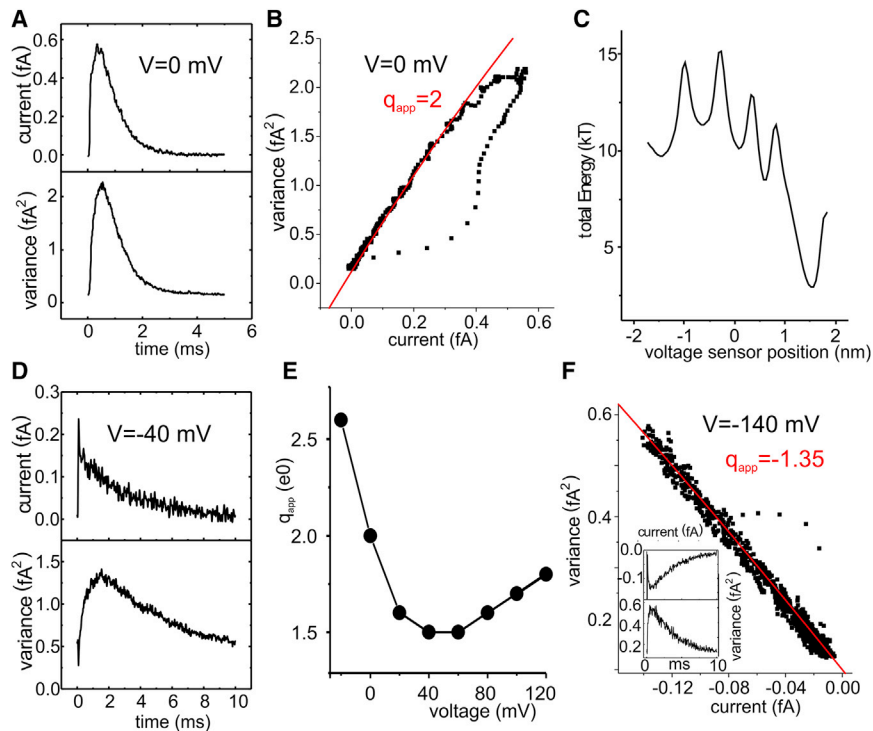 A
current (fA)
0.6
0.4
0.2
0.0
V=0 mV
variance (fA²)
2
1
0
0 2 4 6
time (ms)
B
variance (fA²)
2.5
2.0
1.5
1.0
0.5
0.0
V=0 mV
qapp=2
0.0 0.2 0.4 0.6
current (fA)
C
total Energy (kT)
15
10
5
-2 -1 0 1 2
voltage sensor position (nm)
D
current (fA)
0.3
0.2
0.1
0.0
V=-40 mV
variance (fA²)
1.5
1.0
0.5
0.0
0 2 4 6 8 10
time (ms)
E
qapp (e0)
2.5
2.0
1.5
0 40 80 120
voltage (mV)
F
variance (fA²)
0.6
0.4
0.2
V=-140 mV
qapp=-1.35
current (fA)
0.0
-0.1
0.6
0.4
0.2
variance (fA²)
0 ms 10
-0.12 -0.08 -0.04 0.00
current (fA)